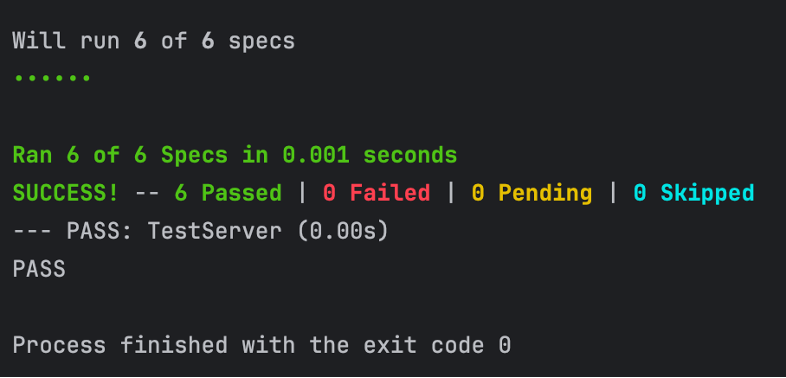 Will run 6 of 6 specs
••••••
Ran 6 of 6 Specs in 0.001 seconds
SUCCESS! -- 6 Passed | 0 Failed | 0 Pending | 0 Skipped
--- PASS: TestServer (0.00s)
PASS
Process finished with the exit code 0